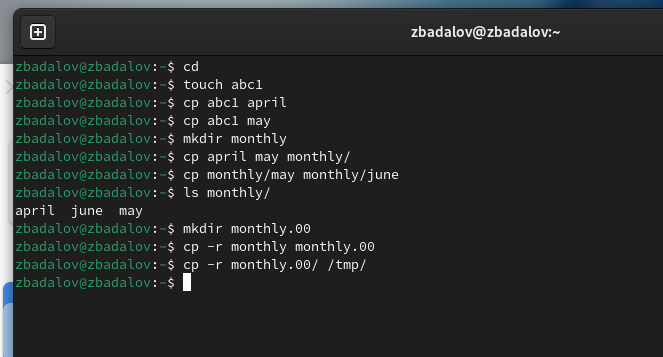 zbadalov@zbadalov:~
zbadalov@zbadalov:~$ cd
zbadalov@zbadalov:~$ touch abc1
zbadalov@zbadalov:~$ cp abc1 april
zbadalov@zbadalov:~$ cp abc1 may
zbadalov@zbadalov:~$ mkdir monthly
zbadalov@zbadalov:~$ cp april may monthly/
zbadalov@zbadalov:~$ cp monthly/may monthly/june
zbadalov@zbadalov:~$ ls monthly/
april  june  may
zbadalov@zbadalov:~$ mkdir monthly.00
zbadalov@zbadalov:~$ cp -r monthly monthly.00
zbadalov@zbadalov:~$ cp -r monthly.00/ /tmp/
zbadalov@zbadalov:~$